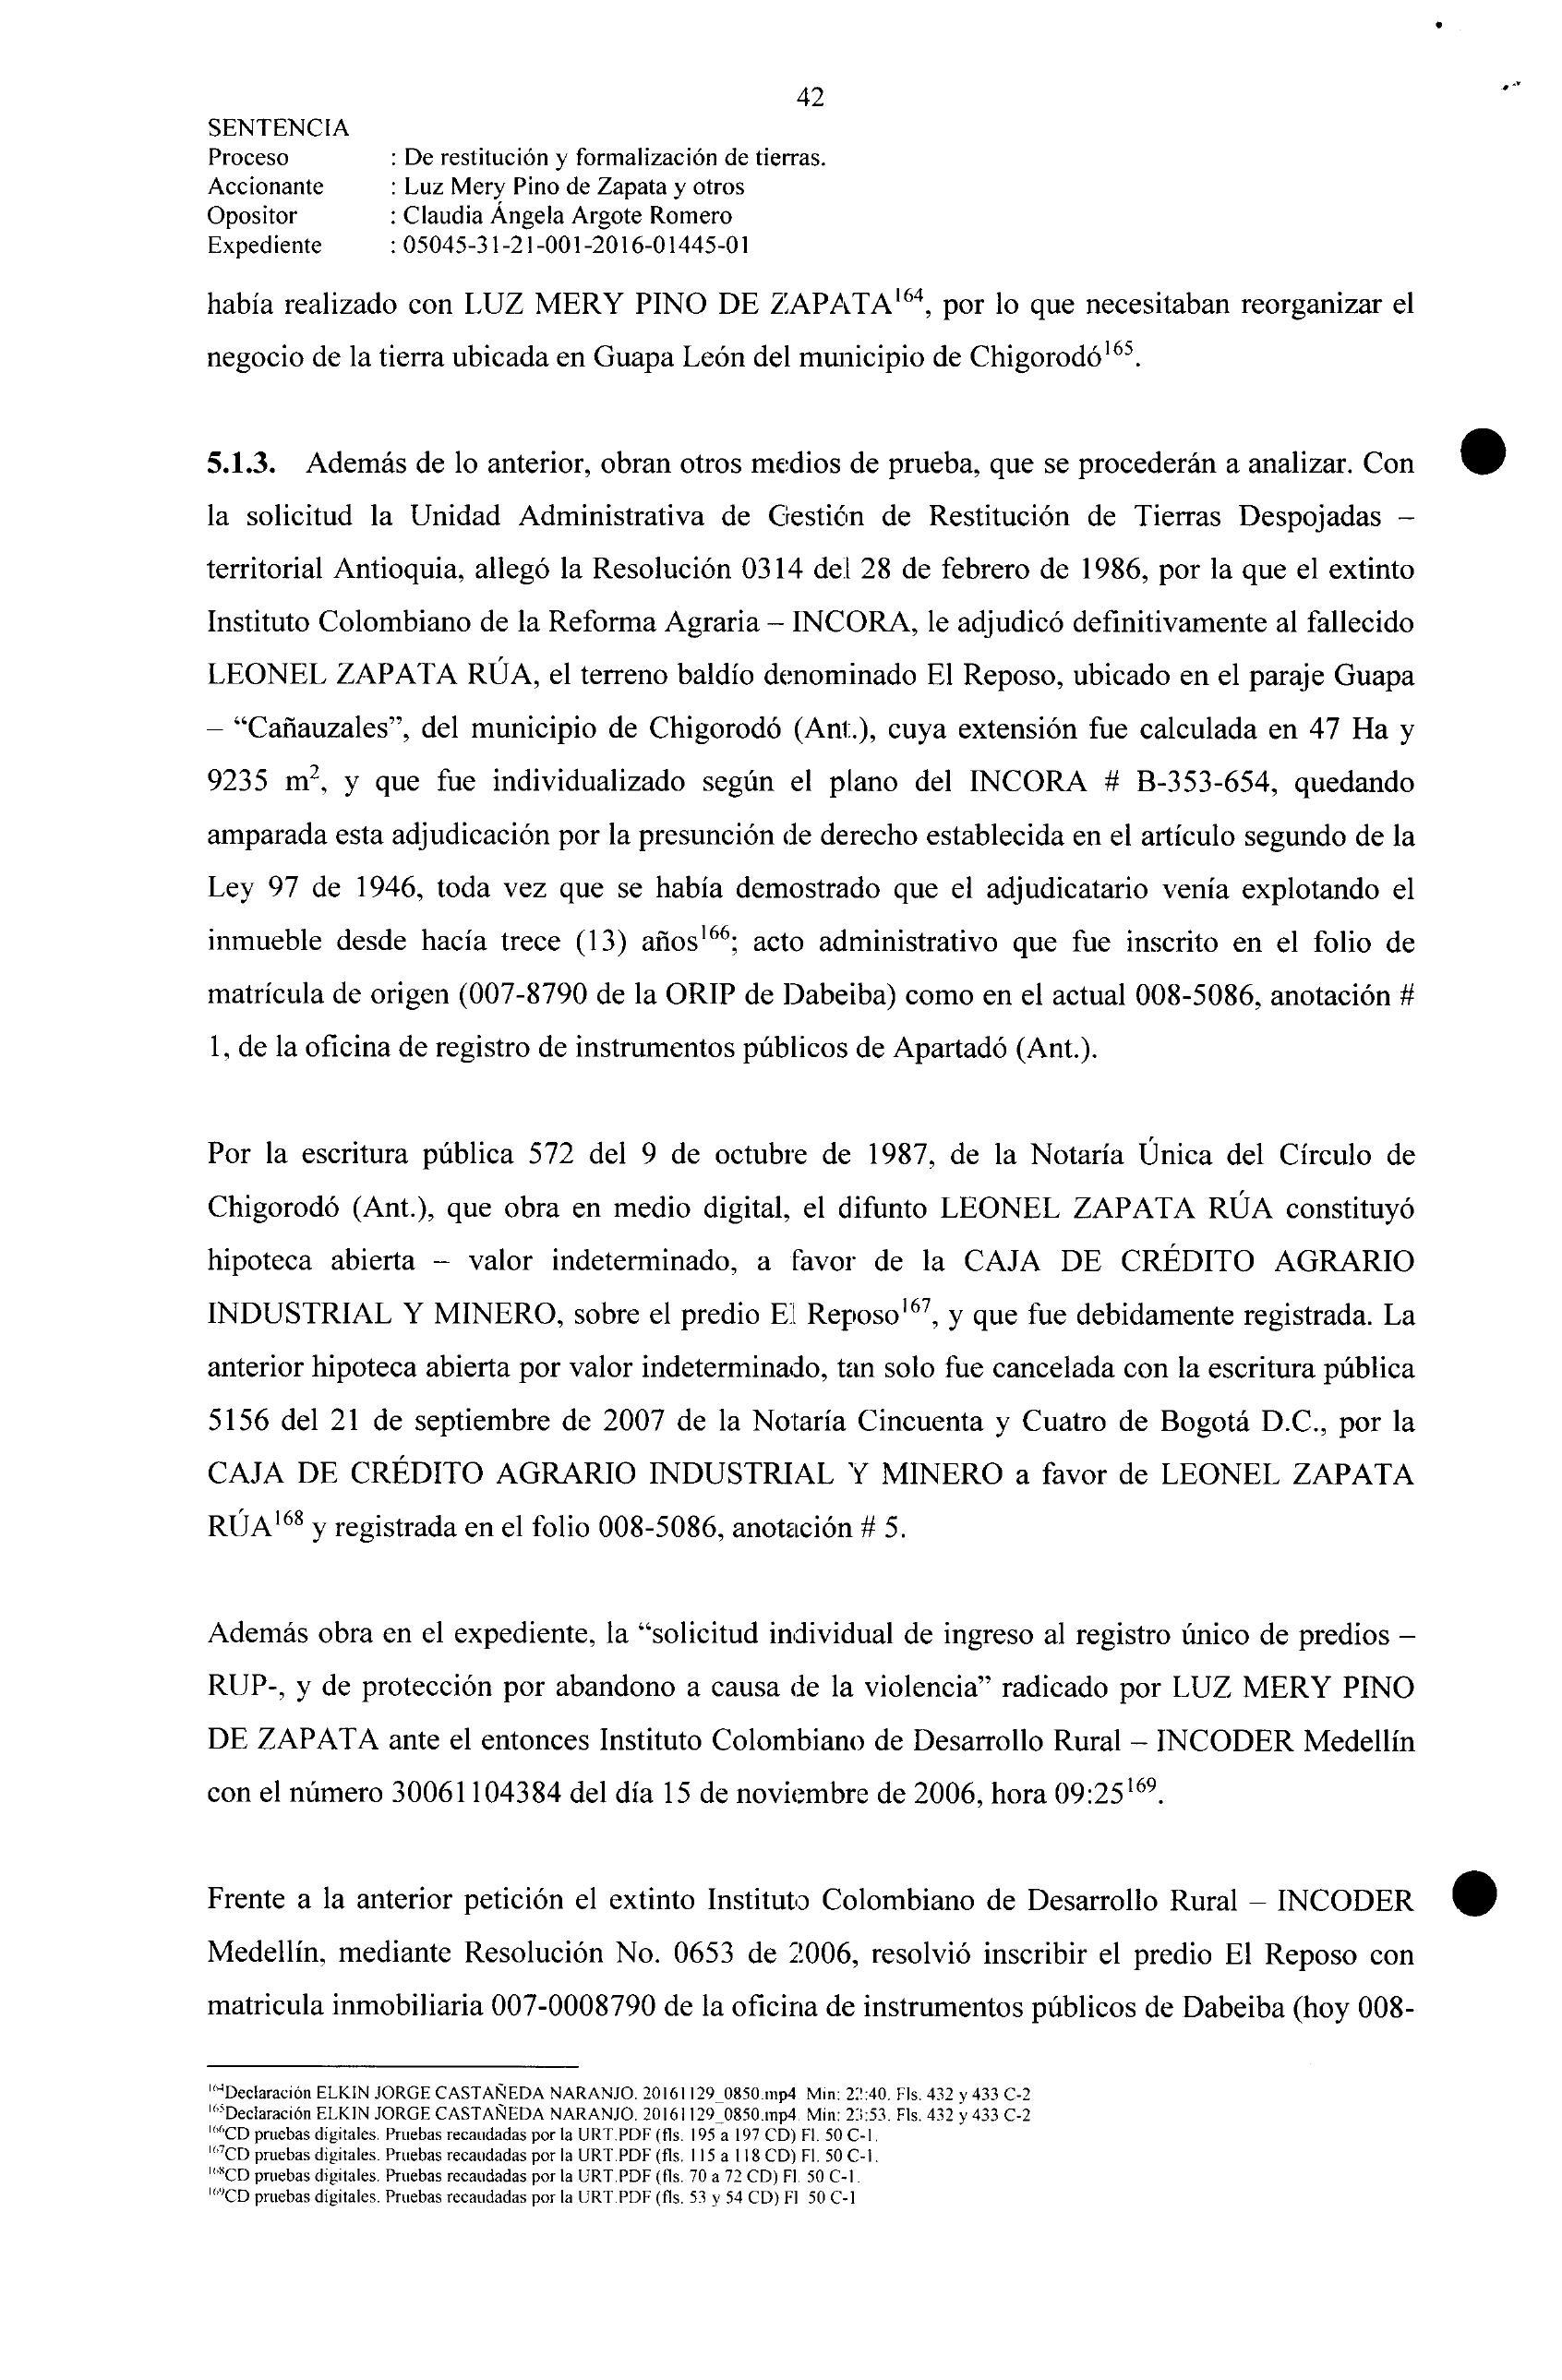 42
SENTENCIA
Proceso : De restitución y formalización de tierras.
Accionante : Luz Mery Pino de Zapata y otros
Opositor : Claudia Ángela Argote Romero
Expediente : 05045-31-21-001-2016-01445-01
había realizado con LUZ MERY PINO DE ZAPATA¹⁶⁴, por lo que necesitaban reorganizar el
negocio de la tierra ubicada en Guapa León del municipio de Chigorodó¹⁶⁵.
5.1.3. Además de lo anterior, obran otros medios de prueba, que se procederán a analizar. Con
la solicitud la Unidad Administrativa de Gestión de Restitución de Tierras Despojadas –
territorial Antioquia, allegó la Resolución 0314 del 28 de febrero de 1986, por la que el extinto
Instituto Colombiano de la Reforma Agraria – INCORA, le adjudicó definitivamente al fallecido
LEONEL ZAPATA RÚA, el terreno baldío denominado El Reposo, ubicado en el paraje Guapa
– “Cañauzales”, del municipio de Chigorodó (Ant.), cuya extensión fue calculada en 47 Ha y
9235 m², y que fue individualizado según el plano del INCORA # B-353-654, quedando
amparada esta adjudicación por la presunción de derecho establecida en el artículo segundo de la
Ley 97 de 1946, toda vez que se había demostrado que el adjudicatario venía explotando el
inmueble desde hacía trece (13) años¹⁶⁶; acto administrativo que fue inscrito en el folio de
matrícula de origen (007-8790 de la ORIP de Dabeiba) como en el actual 008-5086, anotación #
1, de la oficina de registro de instrumentos públicos de Apartadó (Ant.).
Por la escritura pública 572 del 9 de octubre de 1987, de la Notaría Única del Círculo de
Chigorodó (Ant.), que obra en medio digital, el difunto LEONEL ZAPATA RÚA constituyó
hipoteca abierta – valor indeterminado, a favor de la CAJA DE CRÉDITO AGRARIO
INDUSTRIAL Y MINERO, sobre el predio El Reposo¹⁶⁷, y que fue debidamente registrada. La
anterior hipoteca abierta por valor indeterminado, tan solo fue cancelada con la escritura pública
5156 del 21 de septiembre de 2007 de la Notaría Cincuenta y Cuatro de Bogotá D.C., por la
CAJA DE CRÉDITO AGRARIO INDUSTRIAL Y MINERO a favor de LEONEL ZAPATA
RÚA¹⁶⁸ y registrada en el folio 008-5086, anotación # 5.
Además obra en el expediente, la “solicitud individual de ingreso al registro único de predios –
RUP-, y de protección por abandono a causa de la violencia” radicado por LUZ MERY PINO
DE ZAPATA ante el entonces Instituto Colombiano de Desarrollo Rural – INCODER Medellín
con el número 30061104384 del día 15 de noviembre de 2006, hora 09:25¹⁶⁹.
Frente a la anterior petición el extinto Instituto Colombiano de Desarrollo Rural – INCODER
Medellín, mediante Resolución No. 0653 de 2006, resolvió inscribir el predio El Reposo con
matricula inmobiliaria 007-0008790 de la oficina de instrumentos públicos de Dabeiba (hoy 008-
¹⁶⁴Declaración ELKIN JORGE CASTAÑEDA NARANJO. 20161129_0850.mp4 Min: 22:40. Fls. 432 y 433 C-2
¹⁶⁵Declaración ELKIN JORGE CASTAÑEDA NARANJO. 20161129_0850.mp4 Min: 23:53. Fls. 432 y 433 C-2
¹⁶⁶CD pruebas digitales. Pruebas recaudadas por la URT.PDF (fls. 195 a 197 CD) Fl. 50 C-1.
¹⁶⁷CD pruebas digitales. Pruebas recaudadas por la URT.PDF (fls. 115 a 118 CD) Fl. 50 C-1.
¹⁶⁸CD pruebas digitales. Pruebas recaudadas por la URT.PDF (fls. 70 a 72 CD) Fl. 50 C-1.
¹⁶⁹CD pruebas digitales. Pruebas recaudadas por la URT.PDF (fls. 53 y 54 CD) Fl 50 C-1